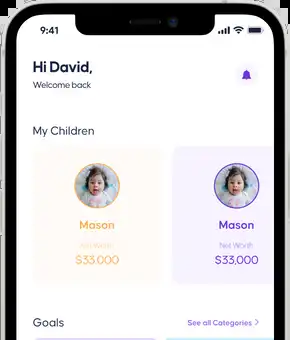 9:41
Hi David,
Welcome back
My Children
Mason Mason
Net Worth Net Worth
$33,000 $33,000
Goals See all Categories >